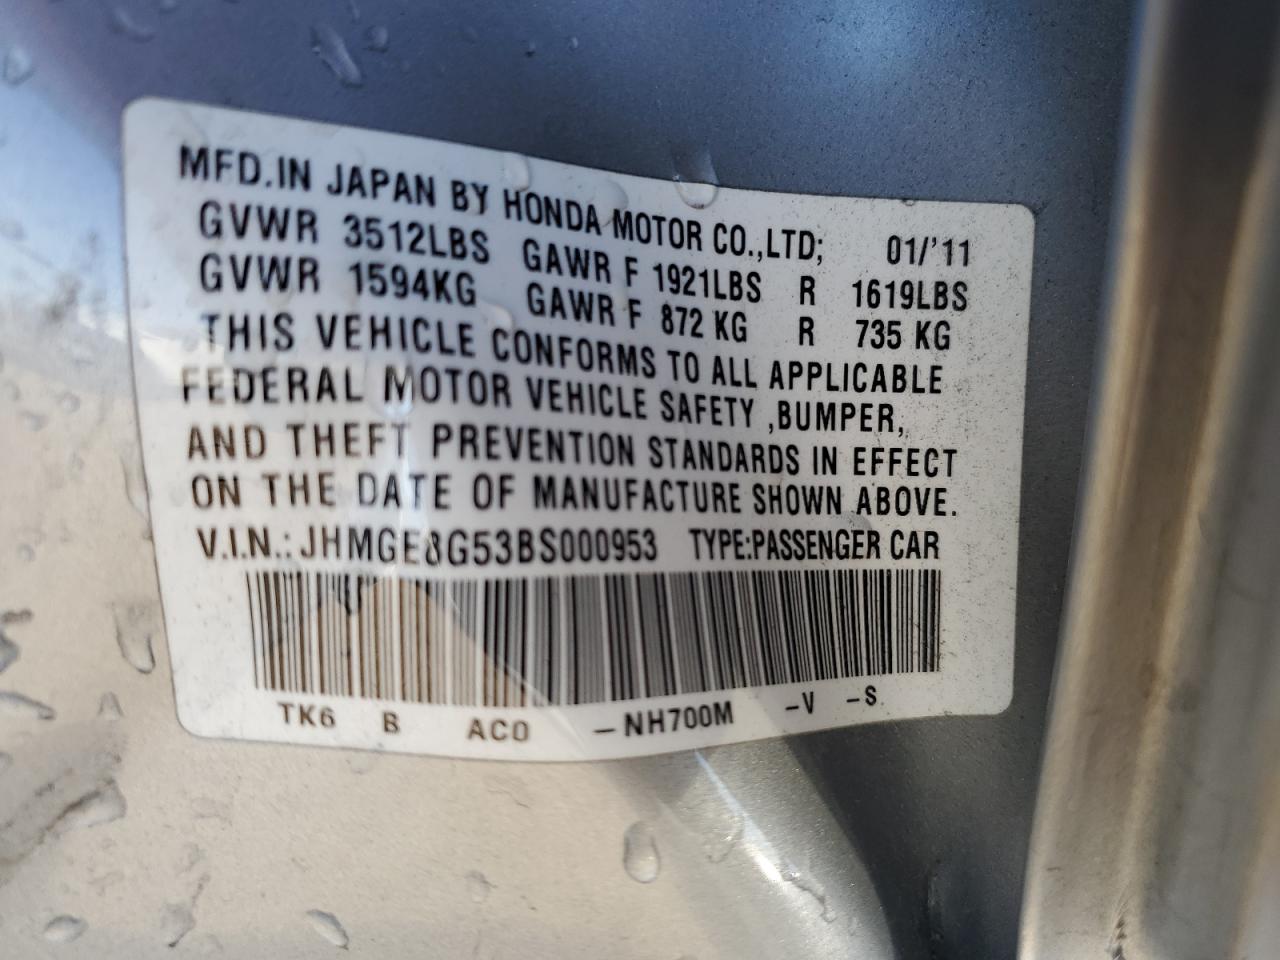 MFD.IN JAPAN BY HONDA MOTOR CO.,LTD; 01/'11
GVWR 3512LBS GAWR F 1921LBS R 1619LBS
GVWR 1594KG GAWR F 872 KG R 735 KG
THIS VEHICLE CONFORMS TO ALL APPLICABLE
FEDERAL MOTOR VEHICLE SAFETY ,BUMPER,
AND THEFT PREVENTION STANDARDS IN EFFECT
ON THE DATE OF MANUFACTURE SHOWN ABOVE.
V.I.N.: JHMGE8G53BS000953 TYPE:PASSENGER CAR
TK6 B AC0 –NH700M –V –S